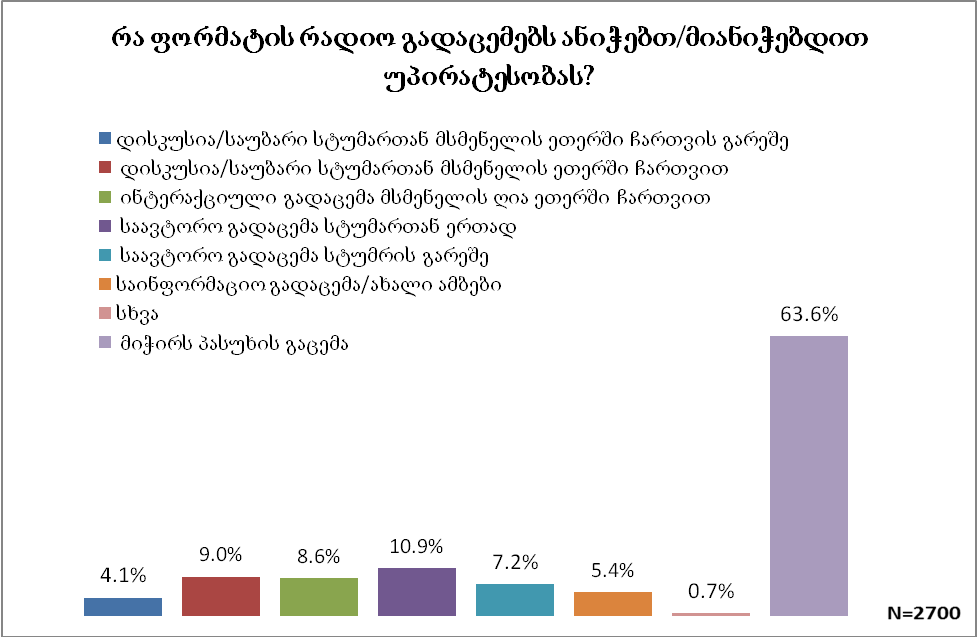 რა ფორმატის რადიო გადაცემებს ანიჭებთ/მიანიჭებდით
უპირატესობას?
დისკუსია/საუბარი სტუმართან მსმენელის ეთერში ჩართვის გარეშე
დისკუსია/საუბარი სტუმართან მსმენელის ეთერში ჩართვით
ინტერაქციული გადაცემა მსმენელის ღია ეთერში ჩართვით
საავტორო გადაცემა სტუმართან ერთად
საავტორო გადაცემა სტუმრის გარეშე
საინფორმაციო გადაცემა/ახალი ამბები
სხვა
მიჭირს პასუხის გაცემა
4.1%
9.0%
8.6%
10.9%
7.2%
5.4%
0.7%
63.6%
N=2700